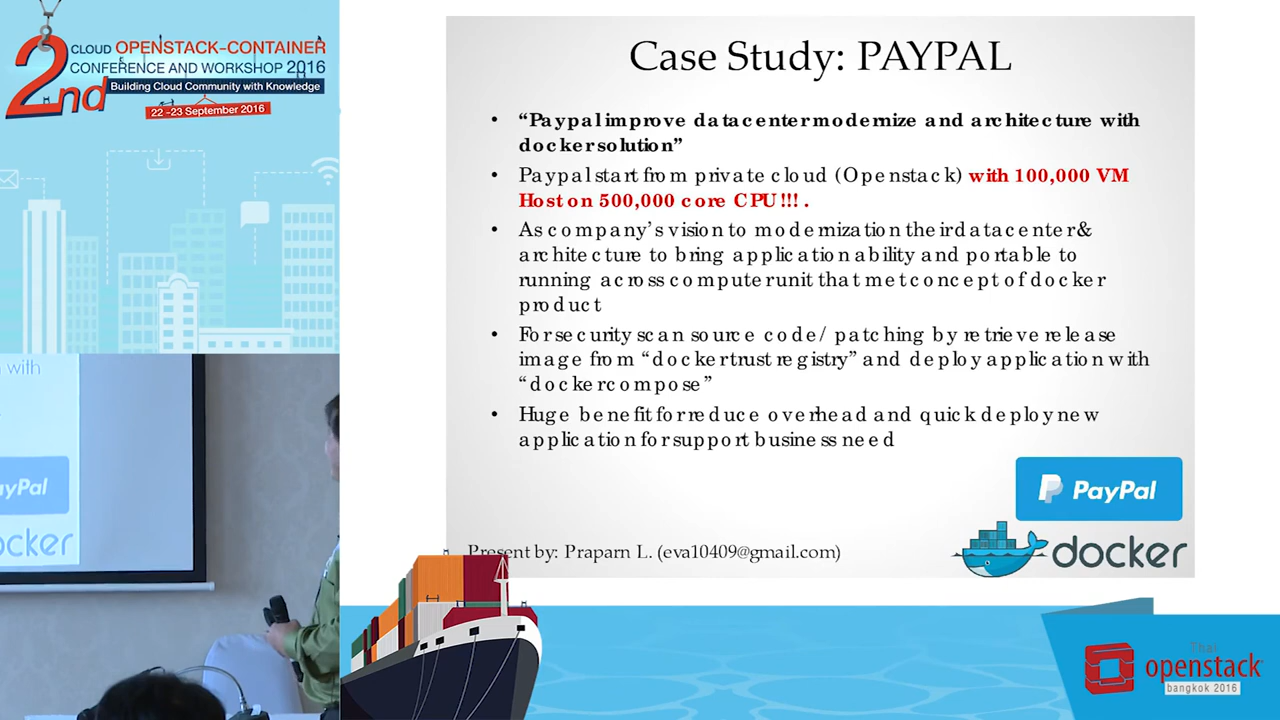 2nd
CLOUD OPENSTACK-CONTAINER
CONFERENCE AND WORKSHOP 2016
Building Cloud Community with Knowledge
22 -23 September 2016
Case Study: PAYPAL
• “Paypal improve datacenter modernize and architecture with
docker solution”
• Paypal start from private cloud (Openstack) with 100,000 VM
Host on 500,000 core CPU!!! .
• As company’s vision to modernization their datacenter &
architecture to bring application ability and portable to
running across computer unit that met concept of docker
product
• For security scan source code/ patching by retrieve release
image from “docker trust registry” and deploy application with
“docker compose”
• Huge benefit for reduce overhead and quick deploy new
application for support business need
PayPal
docker
Present by: Praparn L. (eva10409@gmail.com)
with
ayPal
ocker
Thai
openstack
bangkok 2016